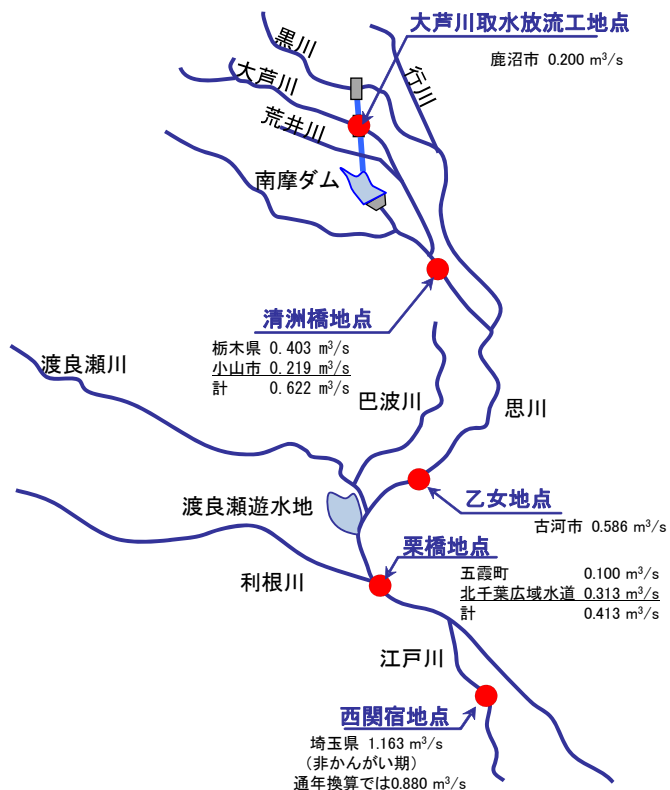 大芦川取水放流工地点
鹿沼市 0.200 m³/s
黒川
行川
大芦川
荒井川
南摩ダム
清洲橋地点
栃木県 0.403 m³/s
小山市 0.219 m³/s
計 0.622 m³/s
渡良瀬川
巴波川
思川
乙女地点
古河市 0.586 m³/s
渡良瀬遊水地
栗橋地点
五霞町 0.100 m³/s
北千葉広域水道 0.313 m³/s
計 0.413 m³/s
利根川
江戸川
西関宿地点
埼玉県 1.163 m³/s
(非かんがい期)
通年換算では0.880 m³/s